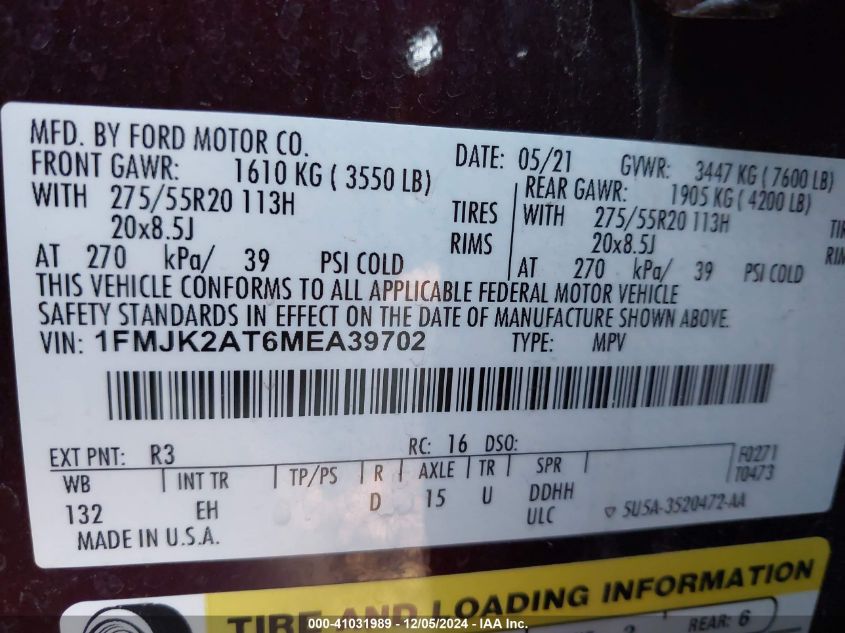 MFD. BY FORD MOTOR CO.
DATE: 05/21 GVWR: 3447 KG ( 7600 LB)
FRONT GAWR: 1610 KG ( 3550 LB) REAR GAWR: 1905 KG ( 4200 LB)
WITH 275/55R20 113H TIRES WITH 275/55R20 113H
20x8.5J RIMS 20x8.5J
AT 270 kPa/ 39 PSI COLD AT 270 kPa/ 39 PSI COLD
THIS VEHICLE CONFORMS TO ALL APPLICABLE FEDERAL MOTOR VEHICLE
SAFETY STANDARDS IN EFFECT ON THE DATE OF MANUFACTURE SHOWN ABOVE.
VIN: 1FMJK2AT6MEA39702 TYPE: MPV
EXT PNT: R3 RC: 16 DSO:
F0271
T0473
WB INT TR TP/PS R AXLE TR SPR
132 EH D 15 U DDHH
ULC 5U5A-3520472-AA
MADE IN U.S.A.
TIRE AND LOADING INFORMATION
REAR: 6
000-41031989 - 12/05/2024 - IAA Inc.